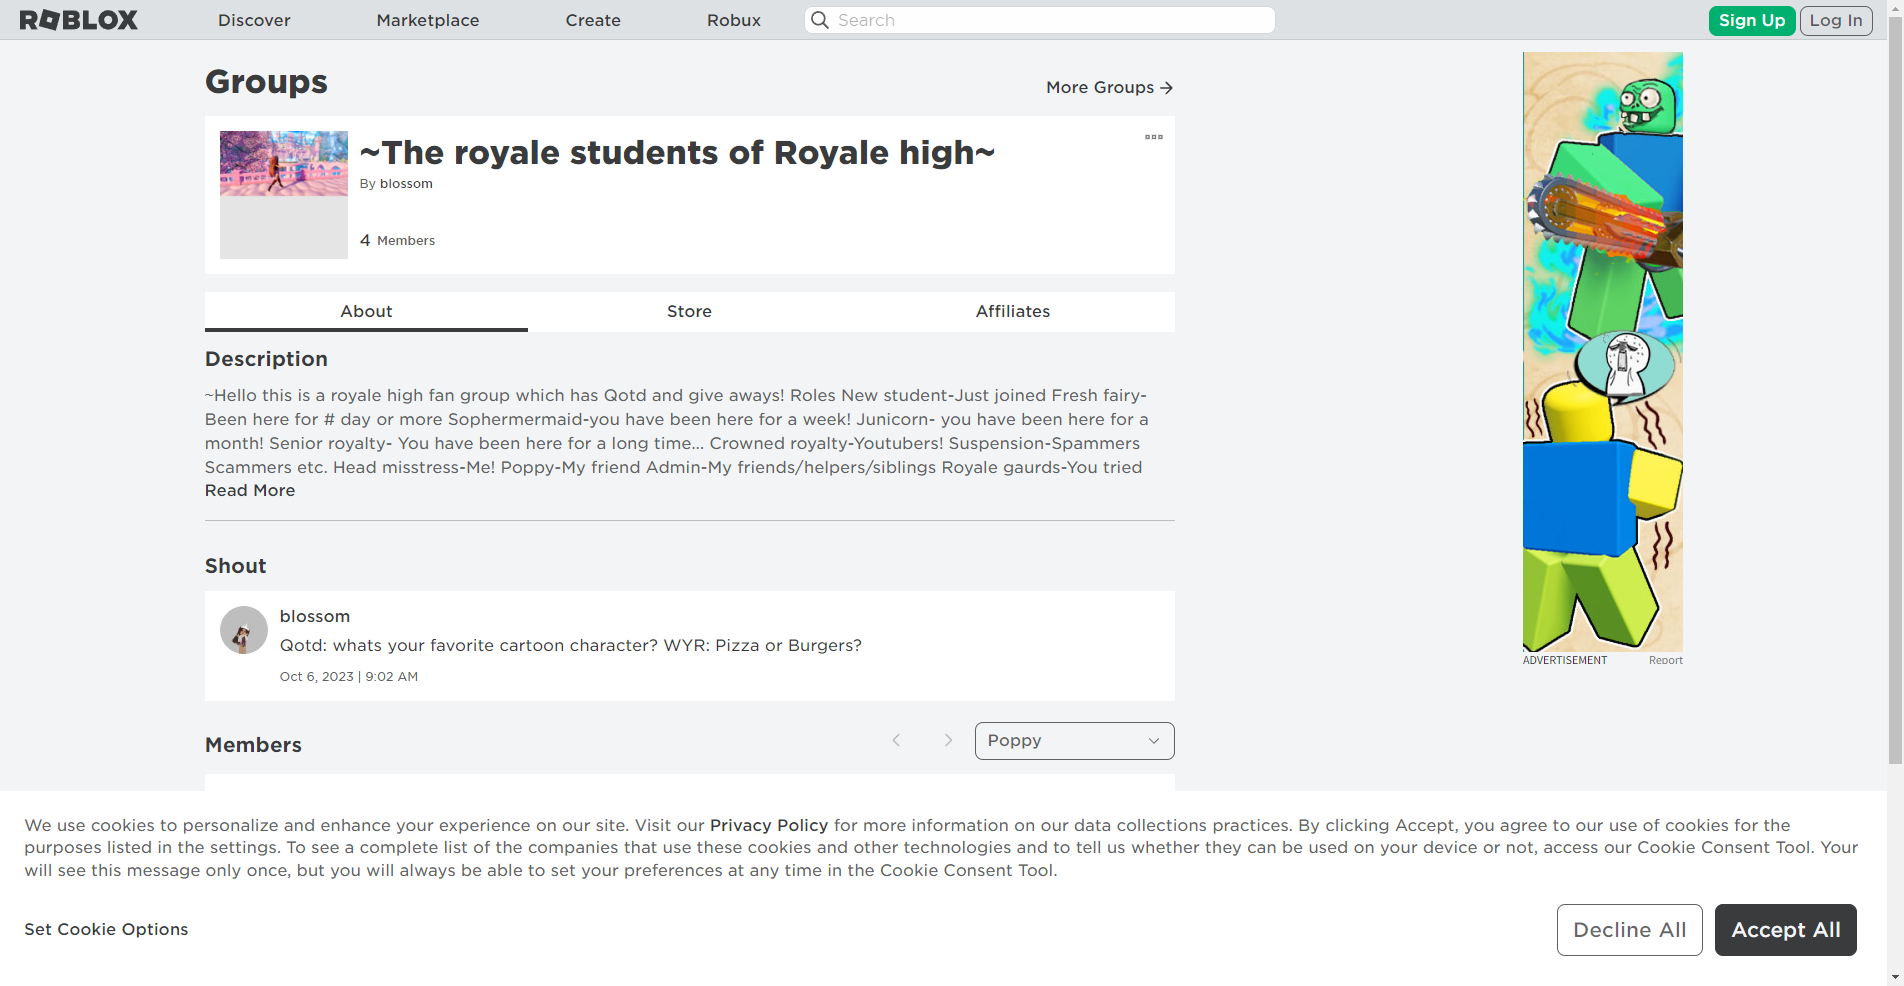 ROBLOX
Discover
Marketplace
Create
Robux
Search
Sign Up
Log In
Groups
More Groups
~The royale students of Royale high~
By blossom
4 Members
About
Store
Affiliates
Description
~Hello this is a royale high fan group which has Qotd and give aways! Roles New student-Just joined Fresh fairy-
Been here for # day or more Sophermermaid-you have been here for a week! Junicorn- you have been here for a
month! Senior royalty- You have been here for a long time... Crowned royalty-Youtubers! Suspension-Spammers
Scammers etc. Head misstress-Me! Poppy-My friend Admin-My friends/helpers/siblings Royale gaurds-You tried
Read More
Shout
blossom
Qotd: whats your favorite cartoon character? WYR: Pizza or Burgers?
Oct 6, 2023 | 9:02 AM
ADVERTISEMENT
Report
Members
Poppy
We use cookies to personalize and enhance your experience on our site. Visit our Privacy Policy for more information on our data collections practices. By clicking Accept, you agree to our use of cookies for the
purposes listed in the settings. To see a complete list of the companies that use these cookies and other technologies and to tell us whether they can be used on your device or not, access our Cookie Consent Tool. Your
will see this message only once, but you will always be able to set your preferences at any time in the Cookie Consent Tool.
Set Cookie Options
Decline All
Accept All